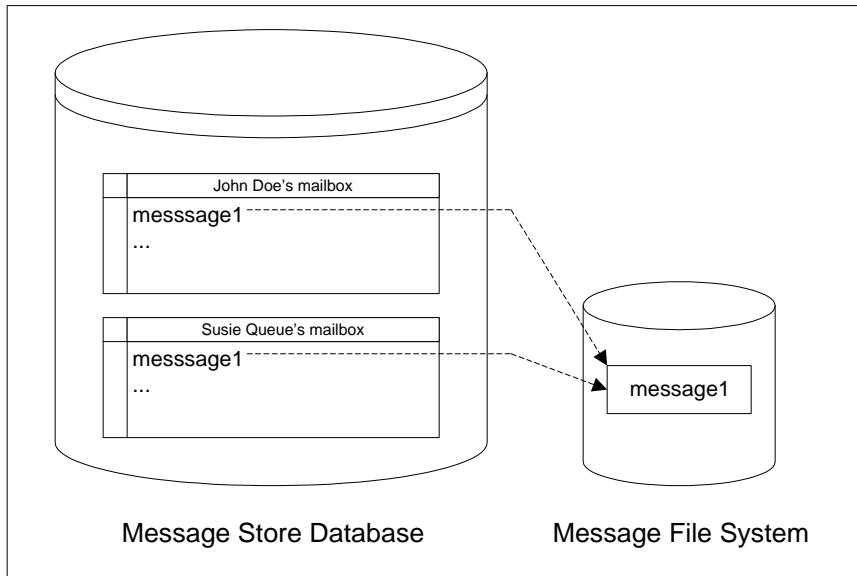 John Doe's mailbox
messsage1
...
Susie Queue's mailbox
messsage1
...
message1
Message Store Database
Message File System